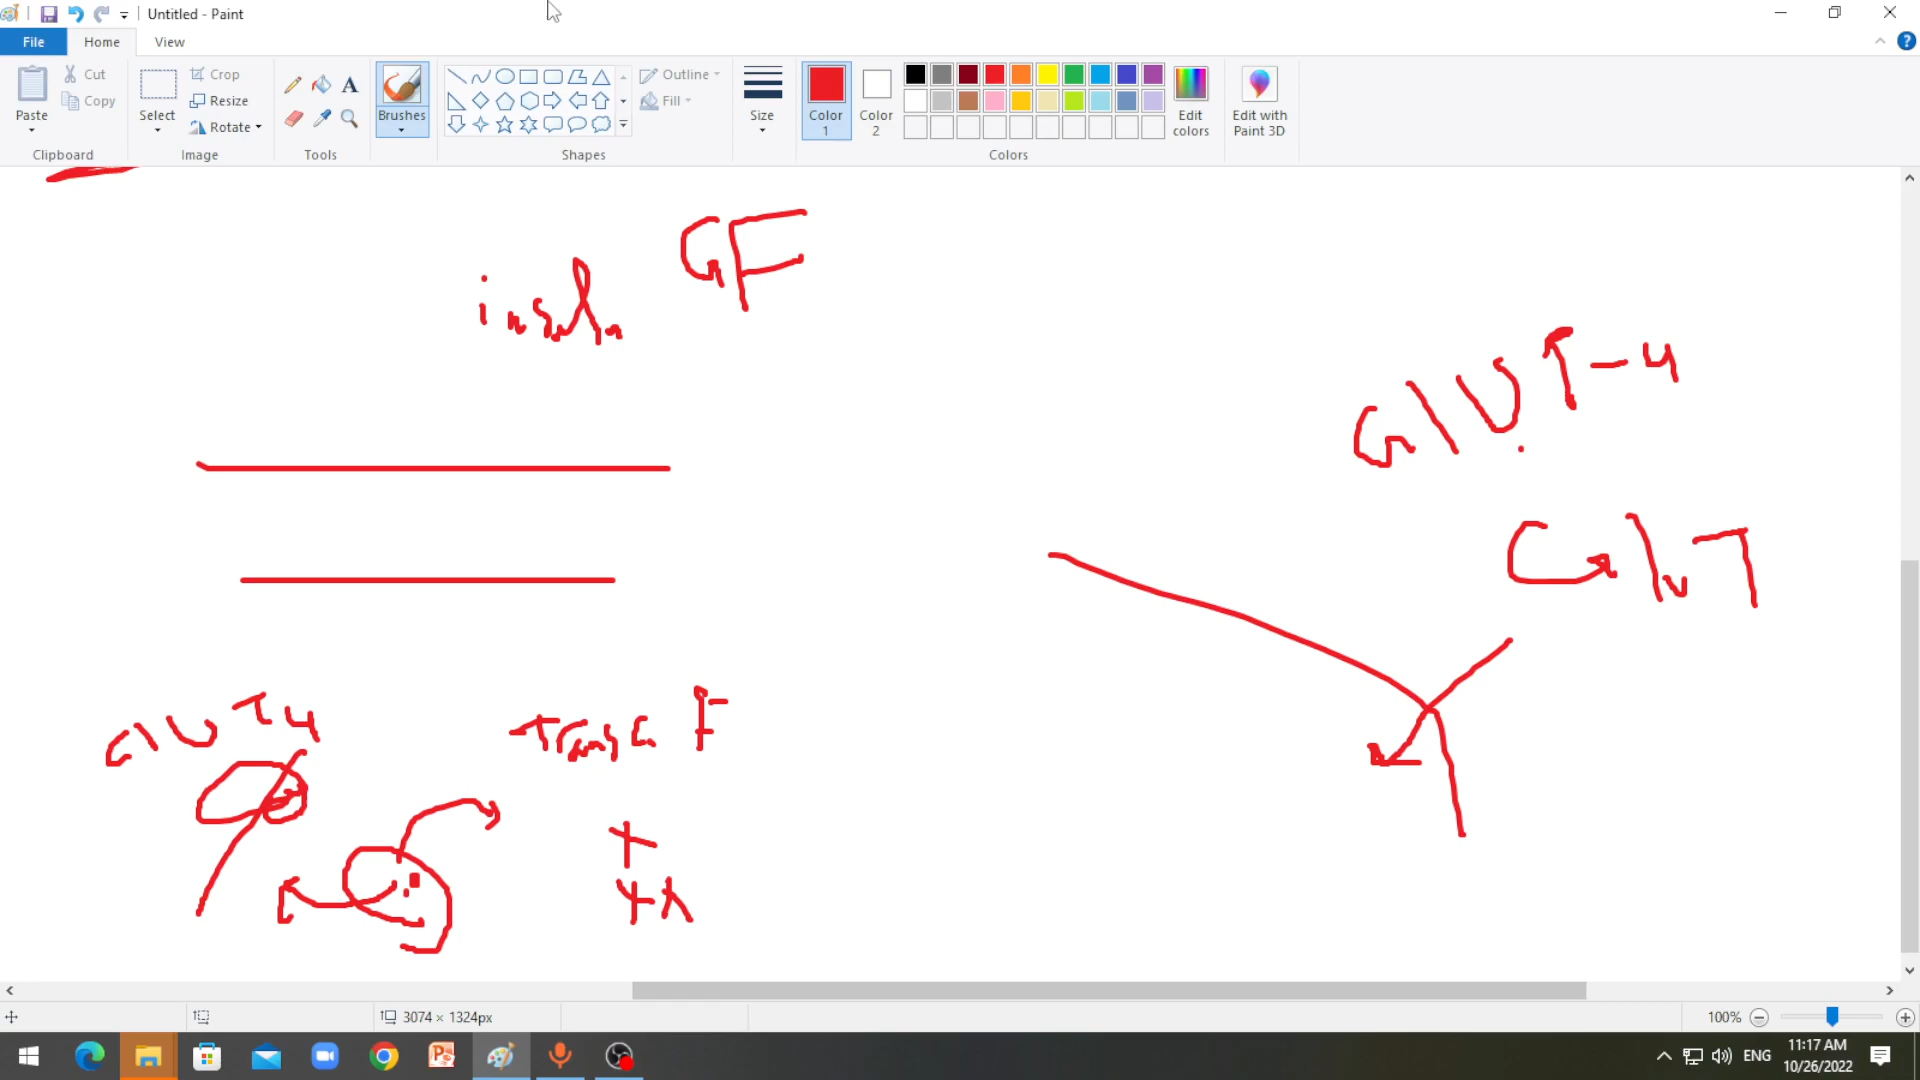 Untitled - Paint
File Home View
Cut
Copy
Paste
Clipboard
Crop
Resize
Rotate
Select
Image
Tools
Brushes
Outline
Fill
Shapes
Size
Color 1
Color 2
Edit colors
Colors
Edit with Paint 3D
GF
GLUT-4
GLUT
GLUT4
F
3074 × 1324px
100%
ENG
11:17 AM
10/26/2022